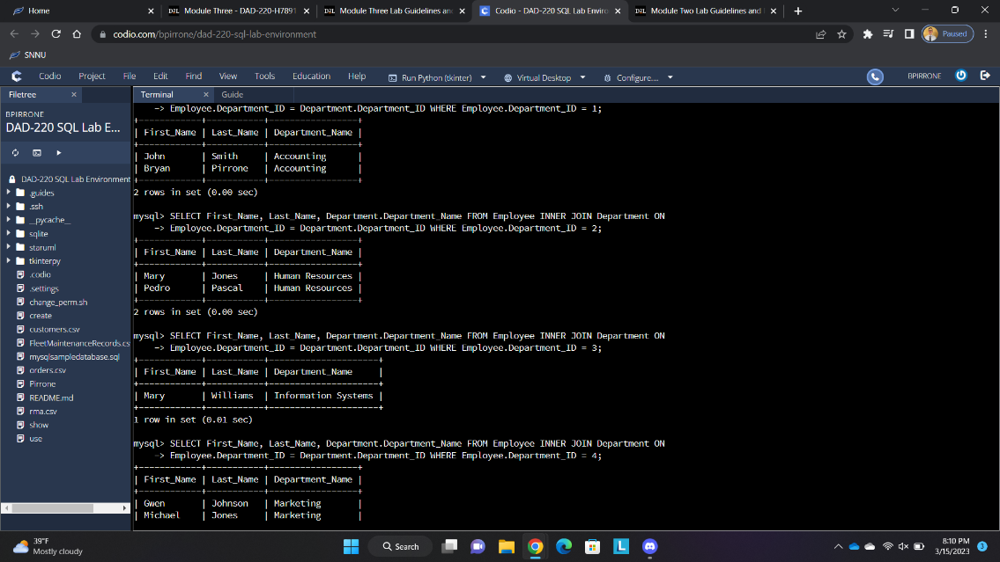 Home
D2L Module Three - DAD-220-H7891
D2L Module Three Lab Guidelines and
Codio - DAD-220 SQL Lab Enviro
D2L Module Two Lab Guidelines and
codio.com/bpirrone/dad-220-sql-lab-environment
Paused
SNNU
Codio Project File Edit Find View Tools Education Help Run Python (tkinter) Virtual Desktop Configure.... BPIRRONE
Filetree
Terminal Guide
BPIRRONE
DAD-220 SQL Lab E...
DAD-220 SQL Lab Environment
.guides
.ssh
__pycache__
sqlite
staruml
tkinterpy
.codio
.settings
change_perm.sh
create
customers.csv
FleetMaintenanceRecords.cs
mysqlsampledatabase.sql
orders.csv
Pirrone
README.md
rma.csv
show
use
-> Employee.Department_ID = Department.Department_ID WHERE Employee.Department_ID = 1;
+------------+-----------+-----------------+
| First_Name | Last_Name | Department_Name |
+------------+-----------+-----------------+
| John | Smith | Accounting |
| Bryan | Pirrone | Accounting |
+------------+-----------+-----------------+
2 rows in set (0.00 sec)
mysql> SELECT First_Name, Last_Name, Department.Department_Name FROM Employee INNER JOIN Department ON
-> Employee.Department_ID = Department.Department_ID WHERE Employee.Department_ID = 2;
+------------+-----------+-----------------+
| First_Name | Last_Name | Department_Name |
+------------+-----------+-----------------+
| Mary | Jones | Human Resources |
| Pedro | Pascal | Human Resources |
+------------+-----------+-----------------+
2 rows in set (0.00 sec)
mysql> SELECT First_Name, Last_Name, Department.Department_Name FROM Employee INNER JOIN Department ON
-> Employee.Department_ID = Department.Department_ID WHERE Employee.Department_ID = 3;
+------------+-----------+---------------------+
| First_Name | Last_Name | Department_Name |
+------------+-----------+---------------------+
| Mary | Williams | Information Systems |
+------------+-----------+---------------------+
1 row in set (0.01 sec)
mysql> SELECT First_Name, Last_Name, Department.Department_Name FROM Employee INNER JOIN Department ON
-> Employee.Department_ID = Department.Department_ID WHERE Employee.Department_ID = 4;
+------------+-----------+-----------------+
| First_Name | Last_Name | Department_Name |
+------------+-----------+-----------------+
| Gwen | Johnson | Marketing |
| Michael | Jones | Marketing |
39°F
Mostly cloudy
Search
L
8:10 PM
3/15/2023
3